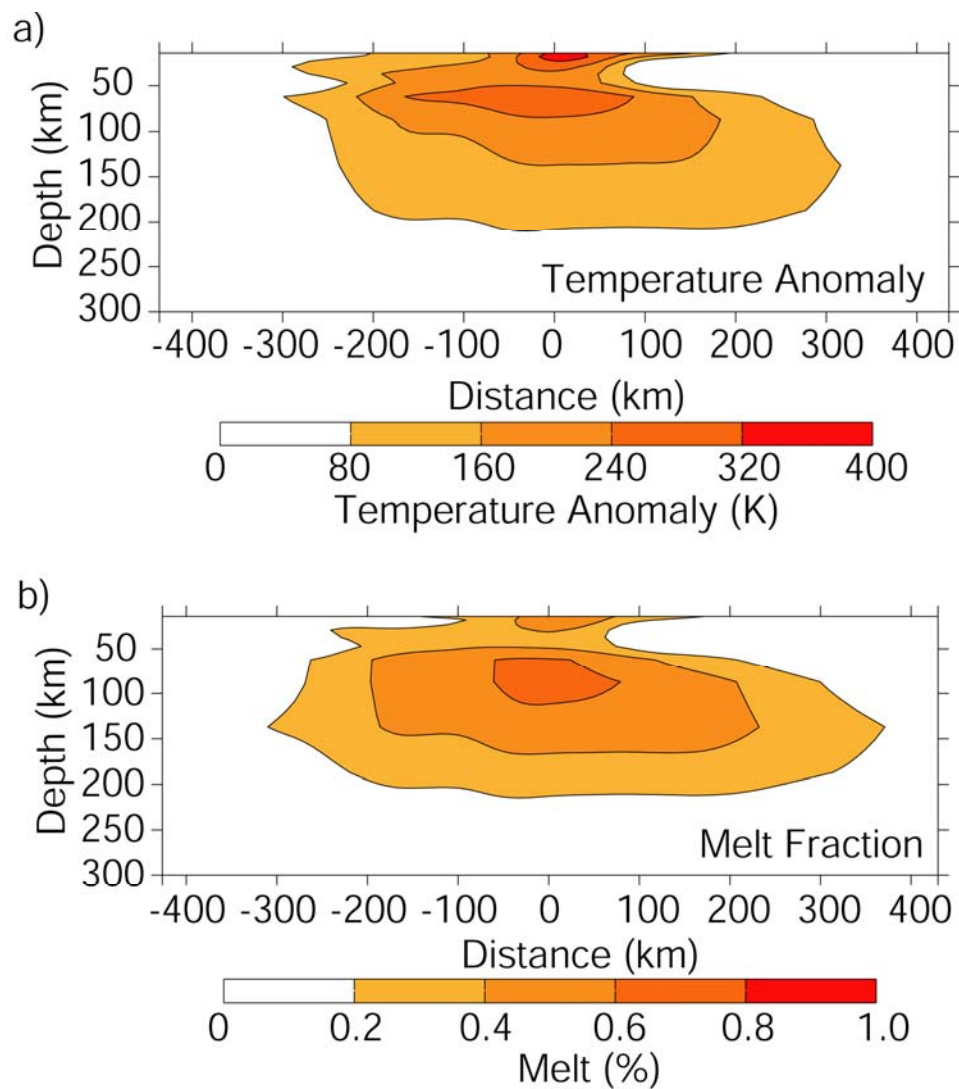 a)
Depth (km)
50
100
150
200
250
300
Temperature Anomaly
-400 -300 -200 -100 0 100 200 300 400
Distance (km)
0 80 160 240 320 400
Temperature Anomaly (K)
b)
Depth (km)
50
100
150
200
250
300
Melt Fraction
-400 -300 -200 -100 0 100 200 300 400
Distance (km)
0 0.2 0.4 0.6 0.8 1.0
Melt (%)